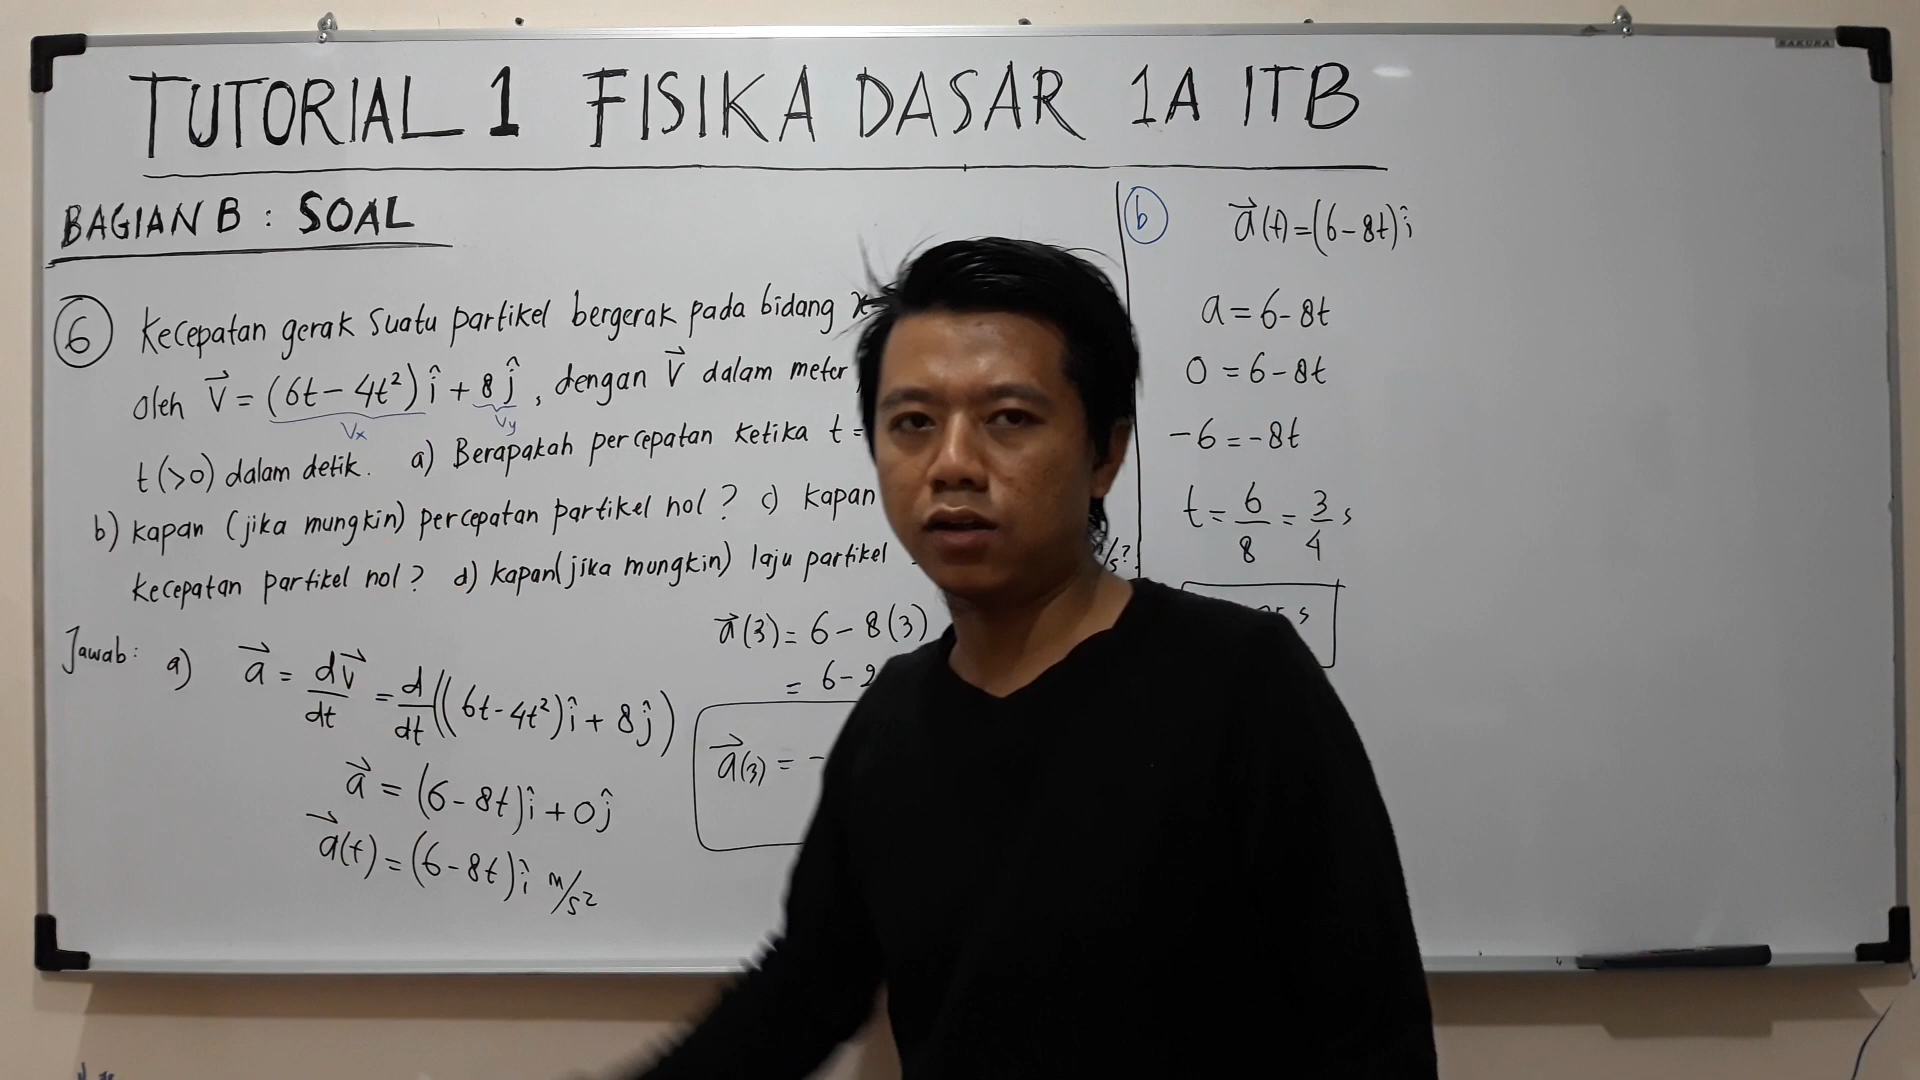 SAKURA
TUTORIAL 1 FISIKA DASAR 1A ITB
BAGIAN B : SOAL
6 Kecepatan gerak suatu partikel bergerak pada bidang x
oleh V⃗ = (6t - 4t²) î + 8 ĵ, dengan V⃗ dalam meter
Vx Vy
t (>0) dalam detik. a) Berapakah percepatan ketika t =
b) kapan (jika mungkin) percepatan partikel nol? c) kapan
kecepatan partikel nol? d) kapan(jika mungkin) laju partikel /s?
Jawab: a) a⃗ = dv⃗/dt = d/dt ((6t - 4t²) î + 8 ĵ)
a⃗ = (6 - 8t) î + 0 ĵ
a⃗(t) = (6 - 8t) î m/s²
a⃗(3) = 6 - 8(3)
= 6 - 2
a⃗(3) = -
b a⃗(t) = (6 - 8t) î
a = 6 - 8t
0 = 6 - 8t
-6 = -8t
t = 6/8 = 3/4 s
s